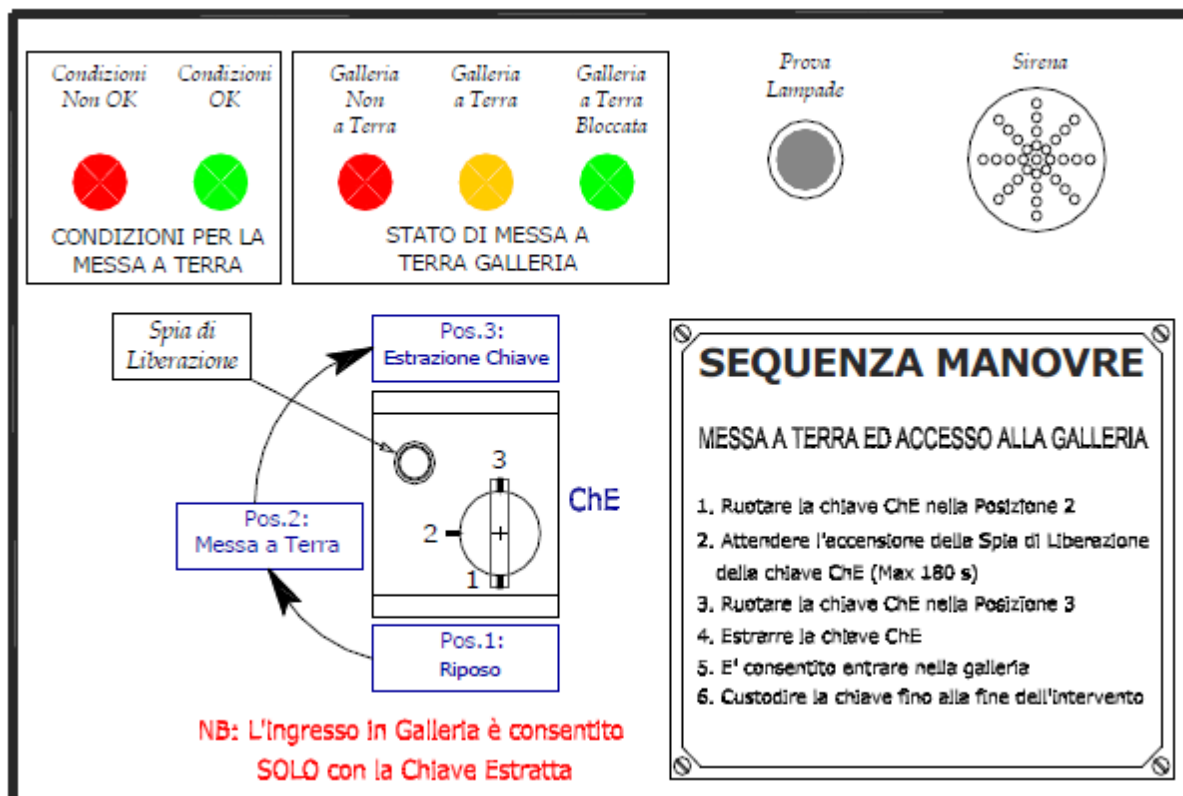 Condizioni
Non OK
Condizioni
OK
CONDIZIONI PER LA
MESSA A TERRA
Galleria
Non
a Terra
Galleria
a Terra
Galleria
a Terra
Bloccata
STATO DI MESSA A
TERRA GALLERIA
Prova
Lampade
Sirena
Spia di
Liberazione
Pos.3:
Estrazione Chiave
3
2
1
ChE
Pos.2:
Messa a Terra
Pos.1:
Riposo
NB: L'ingresso in Galleria è consentito
SOLO con la Chiave Estratta
SEQUENZA MANOVRE
MESSA A TERRA ED ACCESSO ALLA GALLERIA
1. Ruotare la chiave ChE nella Posizione 2
2. Attendere l'accensione della Spia di Liberazione
della chiave ChE (Max 180 s)
3. Ruotare la chiave ChE nella Posizione 3
4. Estrarre la chiave ChE
5. E' consentito entrare nella galleria
6. Custodire la chiave fino alla fine dell'intervento